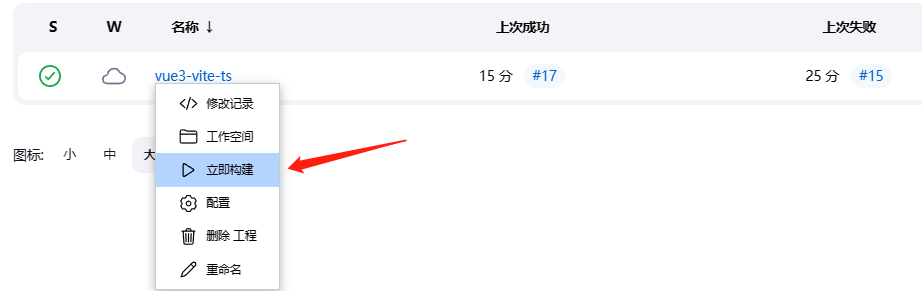 S W 名称 ↓ 上次成功 上次失败
vue3-vite-ts 15 分 #17 25 分 #15
修改记录
工作空间
图标: 小 中 大
立即构建
配置
删除 工程
重命名